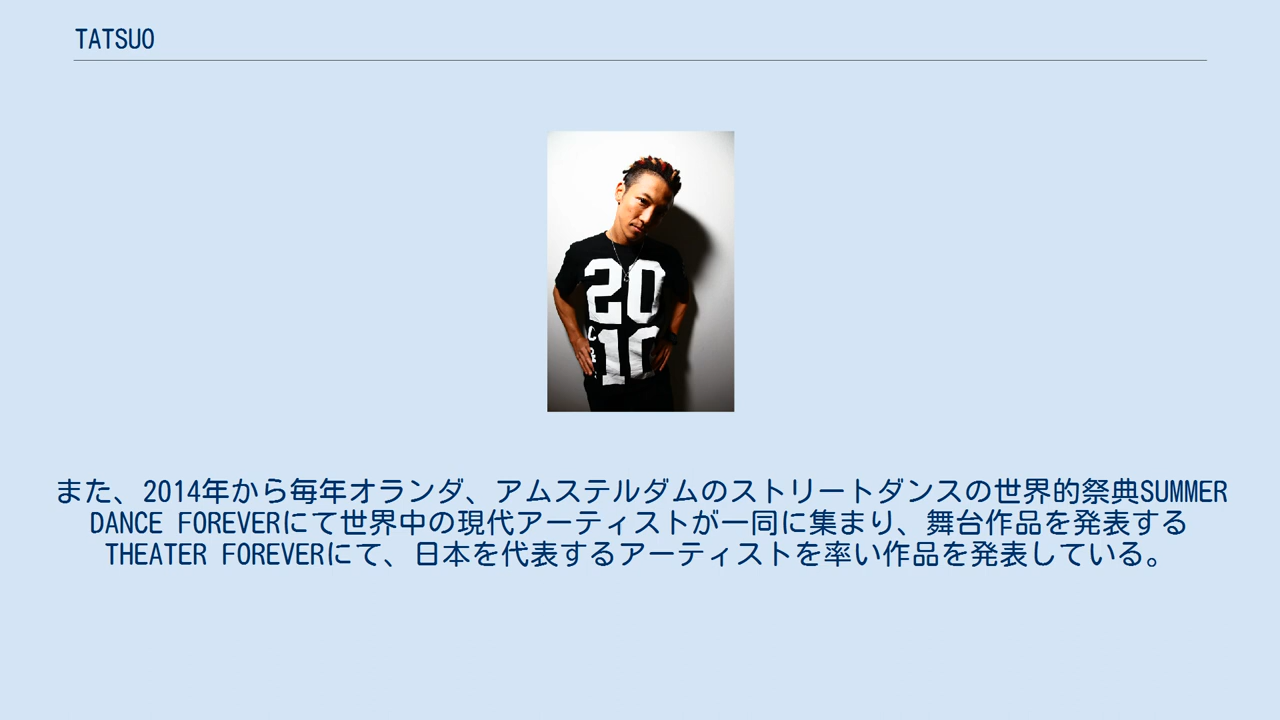 TATSUO
20
10
また、2014年から毎年オランダ、アムステルダムのストリートダンスの世界的祭典SUMMER
DANCE FOREVERにて世界中の現代アーティストが一同に集まり、舞台作品を発表する
THEATER FOREVERにて、日本を代表するアーティストを率い作品を発表している。